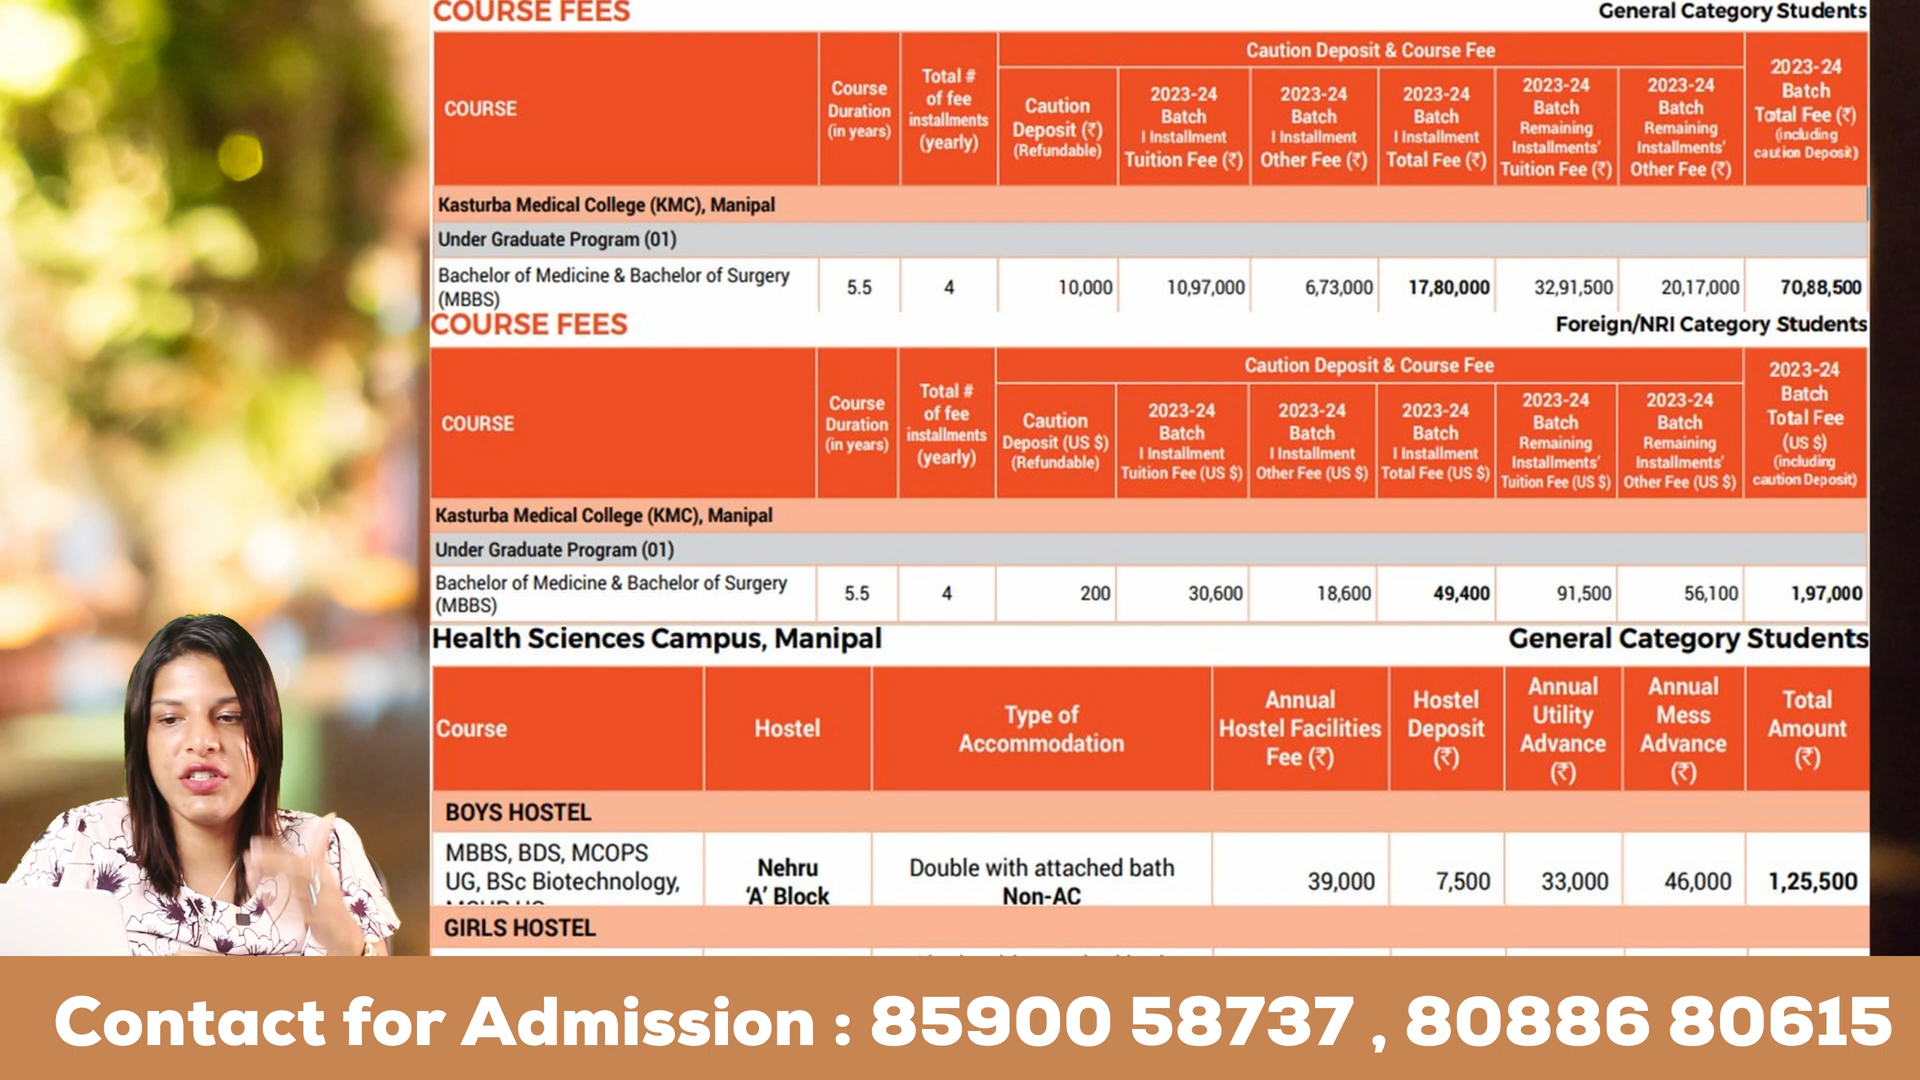 COURSE FEES General Category Students
COURSE
Course Duration (in years)
Total # of fee installments (yearly)
Caution Deposit & Course Fee
Caution Deposit (₹) (Refundable)
2023-24 Batch I Installment Tuition Fee (₹)
2023-24 Batch I Installment Other Fee (₹)
2023-24 Batch I Installment Total Fee (₹)
2023-24 Batch Remaining Installments' Tuition Fee (₹)
2023-24 Batch Remaining Installments' Other Fee (₹)
2023-24 Batch Total Fee (₹) (including caution Deposit)
Kasturba Medical College (KMC), Manipal
Under Graduate Program (01)
Bachelor of Medicine & Bachelor of Surgery (MBBS) 5.5 4 10,000 10,97,000 6,73,000 17,80,000 32,91,500 20,17,000 70,88,500
COURSE FEES Foreign/NRI Category Students
COURSE
Course Duration (in years)
Total # of fee installments (yearly)
Caution Deposit & Course Fee
Caution Deposit (US $) (Refundable)
2023-24 Batch I Installment Tuition Fee (US $)
2023-24 Batch I Installment Other Fee (US $)
2023-24 Batch I Installment Total Fee (US $)
2023-24 Batch Remaining Installments' Tuition Fee (US $)
2023-24 Batch Remaining Installments' Other Fee (US $)
2023-24 Batch Total Fee (US $) (including caution Deposit)
Kasturba Medical College (KMC), Manipal
Under Graduate Program (01)
Bachelor of Medicine & Bachelor of Surgery (MBBS) 5.5 4 200 30,600 18,600 49,400 91,500 56,100 1,97,000
Health Sciences Campus, Manipal General Category Students
Course
Hostel
Type of Accommodation
Annual Hostel Facilities Fee (₹)
Hostel Deposit (₹)
Annual Utility Advance (₹)
Annual Mess Advance (₹)
Total Amount (₹)
BOYS HOSTEL
MBBS, BDS, MCOPS UG, BSc Biotechnology,
Nehru 'A' Block
Double with attached bath Non-AC
39,000 7,500 33,000 46,000 1,25,500
GIRLS HOSTEL
Contact for Admission : 85900 58737 , 80886 80615